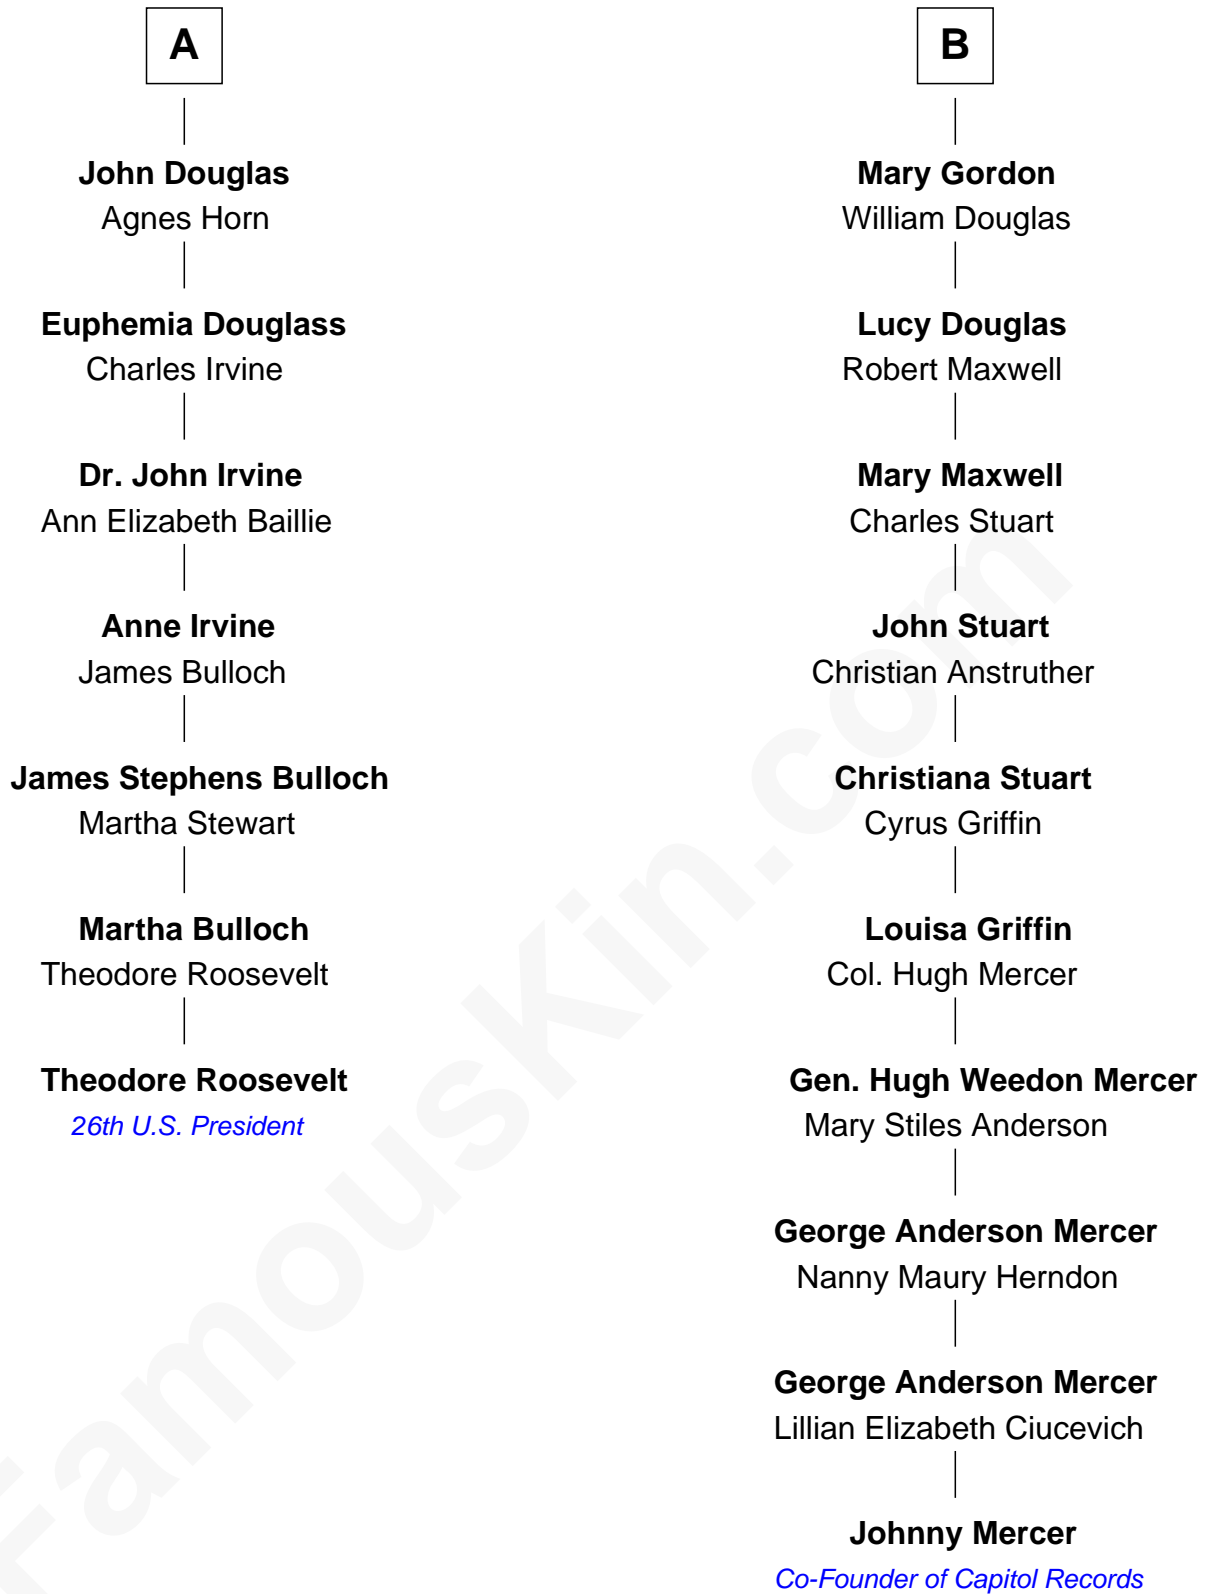 A
John Douglas
Agnes Horn
Euphemia Douglass
Charles Irvine
Dr. John Irvine
Ann Elizabeth Baillie
Anne Irvine
James Bulloch
James Stephens Bulloch
Martha Stewart
Martha Bulloch
Theodore Roosevelt
Theodore Roosevelt
26th U.S. President
B
Mary Gordon
William Douglas
Lucy Douglas
Robert Maxwell
Mary Maxwell
Charles Stuart
John Stuart
Christian Anstruther
Christiana Stuart
Cyrus Griffin
Louisa Griffin
Col. Hugh Mercer
Gen. Hugh Weedon Mercer
Mary Stiles Anderson
George Anderson Mercer
Nanny Maury Herndon
George Anderson Mercer
Lillian Elizabeth Ciucevich
Johnny Mercer
Co-Founder of Capitol Records
FamousKin.com